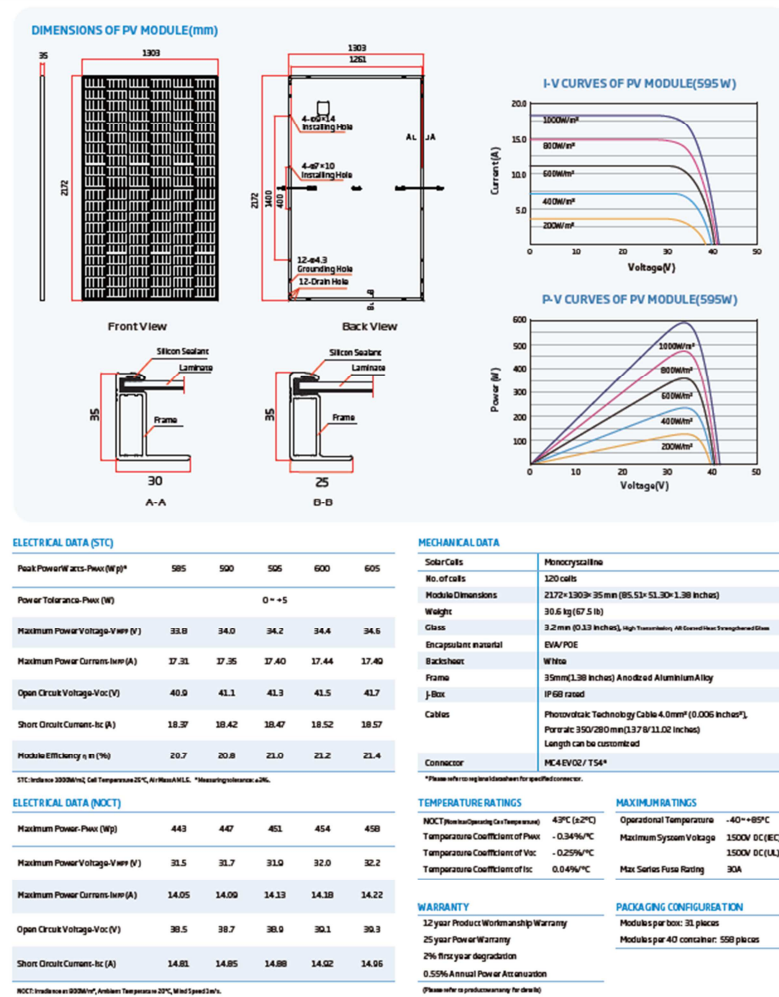 DIMENSIONS OF PV MODULE(mm)
35
1303
2172
Front View
1303
1261
4-ø9×14
Installing Hole
A A
4-ø7×10
Installing Hole
2172
1400
400
12-ø4.3
Grounding Hole
12-Drain Hole
B B
Back View
Silicon Sealant
Laminate
Frame
35
30
A-A
Silicon Sealant
Laminate
Frame
35
25
B-B
I-V CURVES OF PV MODULE(595W)
Current(A)
20.0
15.0
10.0
5.0
1000W/m²
800W/m²
600W/m²
400W/m²
200W/m²
0 10 20 30 40 50
Voltage(V)
P-V CURVES OF PV MODULE(595W)
Power (W)
600
500
400
300
200
100
1000W/m²
800W/m²
600W/m²
400W/m²
200W/m²
0 10 20 30 40 50
Voltage(V)
ELECTRICAL DATA (STC)
Peak Power Watts-PMAX (Wp)* 585 590 595 600 605
Power Tolerance-PMAX (W) 0 ~ +5
Maximum Power Voltage-VMPP (V) 33.8 34.0 34.2 34.4 34.6
Maximum Power Current-IMPP (A) 17.31 17.35 17.40 17.44 17.49
Open Circuit Voltage-Voc (V) 40.9 41.1 41.3 41.5 41.7
Short Circuit Current-Isc (A) 18.37 18.42 18.47 18.52 18.57
Module Efficiency η m (%) 20.7 20.8 21.0 21.2 21.4
STC: Irradiance 1000W/m2, Cell Temperature 25°C, Air Mass AM1.5. *Measuring tolerance: ±3%.
ELECTRICAL DATA (NOCT)
Maximum Power-PMAX (Wp) 443 447 451 454 458
Maximum Power Voltage-VMPP (V) 31.5 31.7 31.9 32.0 32.2
Maximum Power Current-IMPP (A) 14.05 14.09 14.13 14.18 14.22
Open Circuit Voltage-Voc (V) 38.5 38.7 38.9 39.1 39.3
Short Circuit Current-Isc (A) 14.81 14.85 14.88 14.92 14.96
NOCT: Irradiance at 800W/m², Ambient Temperature 20°C, Wind Speed 1m/s.
MECHANICAL DATA
Solar Cells Monocrystalline
No. of cells 120 cells
Module Dimensions 2172×1303×35 mm (85.51×51.30×1.38 inches)
Weight 30.6 kg (67.5 lb)
Glass 3.2 mm (0.13 inches), High Transmission, AR Coated Heat Strengthened Glass
Encapsulant material EVA/POE
Backsheet White
Frame 35mm(1.38 inches) Anodized Aluminium Alloy
J-Box IP 68 rated
Cables Photovoltaic Technology Cable 4.0mm² (0.006 inches²),
Portrait: 350/280 mm(13.78/11.02 inches)
Length can be customized
Connector MC4 EV02 / TS4*
*Please refer to regional datasheet for specified connector.
TEMPERATURE RATINGS
NOCT(Nominal Operating Cell Temperature) 43°C (±2°C)
Temperature Coefficient of PMAX - 0.34%/°C
Temperature Coefficient of Voc - 0.25%/°C
Temperature Coefficient of Isc 0.04%/°C
MAXIMUM RATINGS
Operational Temperature -40~+85°C
Maximum System Voltage 1500V DC (IEC)
1500V DC (UL)
Max Series Fuse Rating 30A
WARRANTY
12 year Product Workmanship Warranty
25 year Power Warranty
2% first year degradation
0.55% Annual Power Attenuation
(Please refer to product warranty for details)
PACKAGING CONFIGUREATION
Modules per box: 31 pieces
Modules per 40 container: 558 pieces